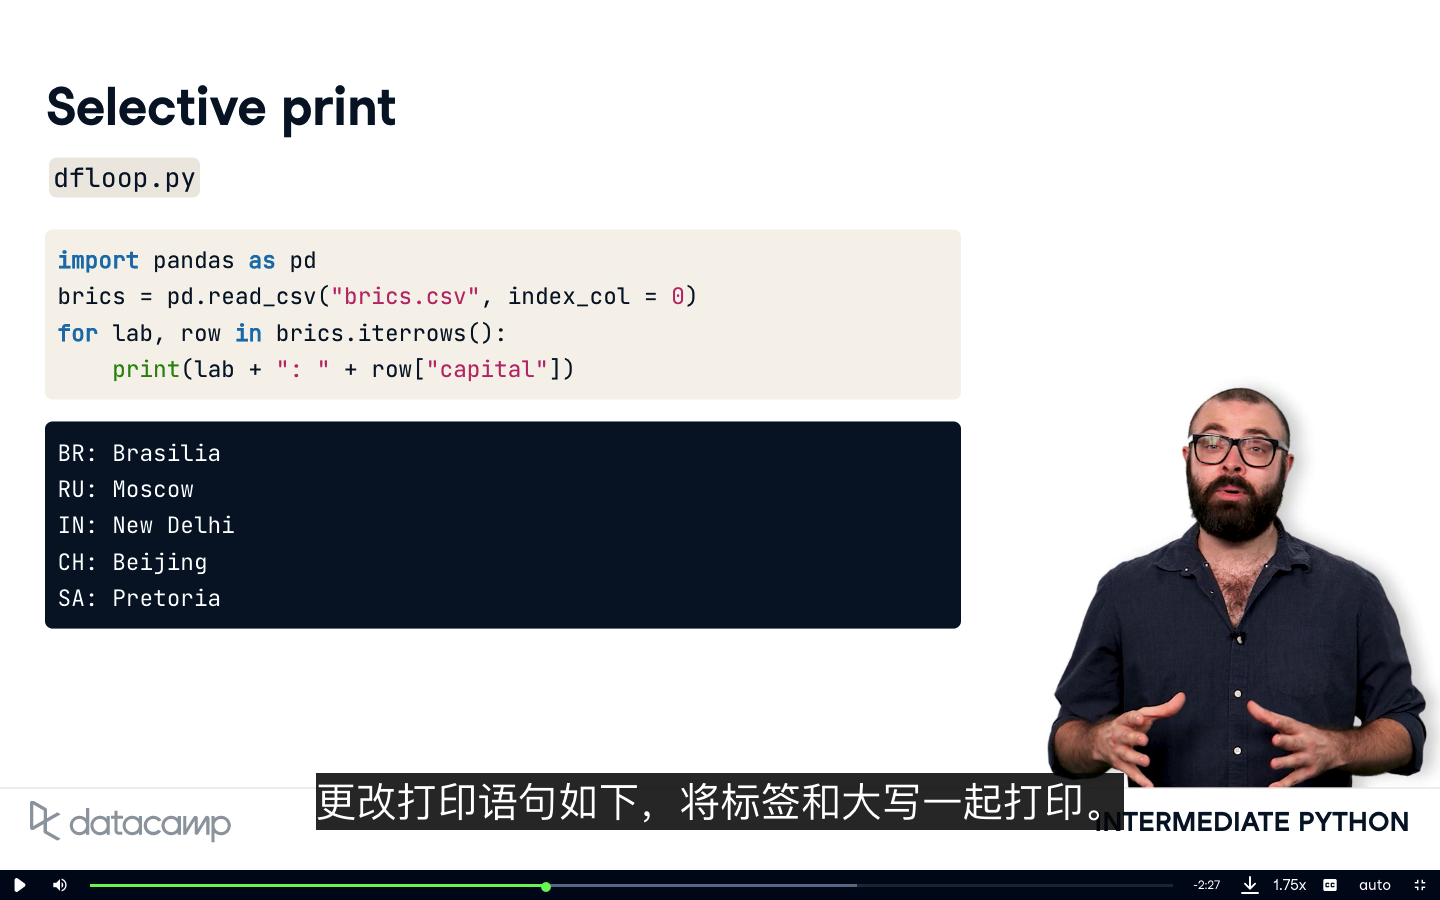 Selective print
dfloop.py
import pandas as pd
brics = pd.read_csv("brics.csv", index_col = 0)
for lab, row in brics.iterrows():
    print(lab + ": " + row["capital"])
BR: Brasilia
RU: Moscow
IN: New Delhi
CH: Beijing
SA: Pretoria
更改打印语句如下，将标签和大写一起打印。
datacamp
INTERMEDIATE PYTHON
-2:27
1.75x
CC
auto